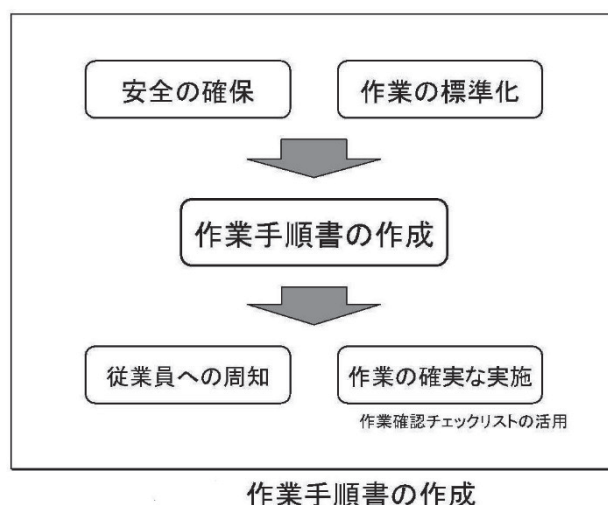 安全の確保
作業の標準化
作業手順書の作成
従業員への周知
作業の確実な実施
作業確認チェックリストの活用
作業手順書の作成